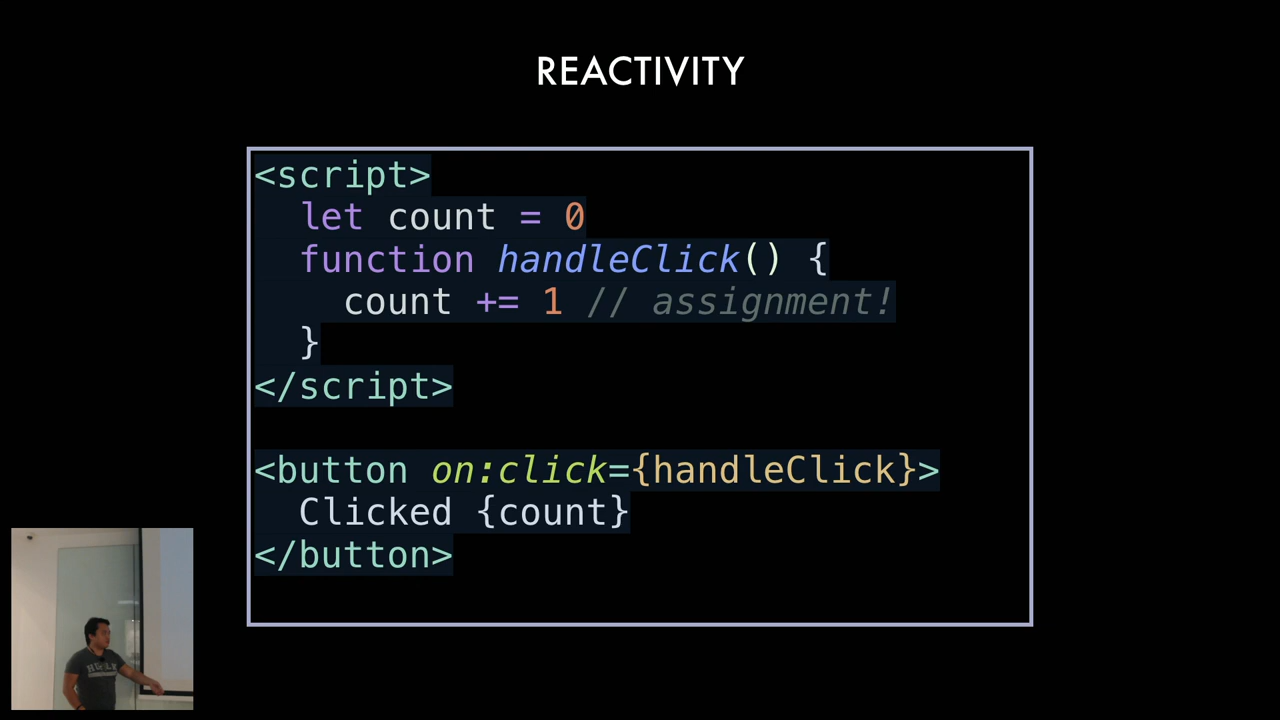 REACTIVITY
<script>
  let count = 0
  function handleClick() {
    count += 1 // assignment!
  }
</script>
<button on:click={handleClick}>
  Clicked {count}
</button>